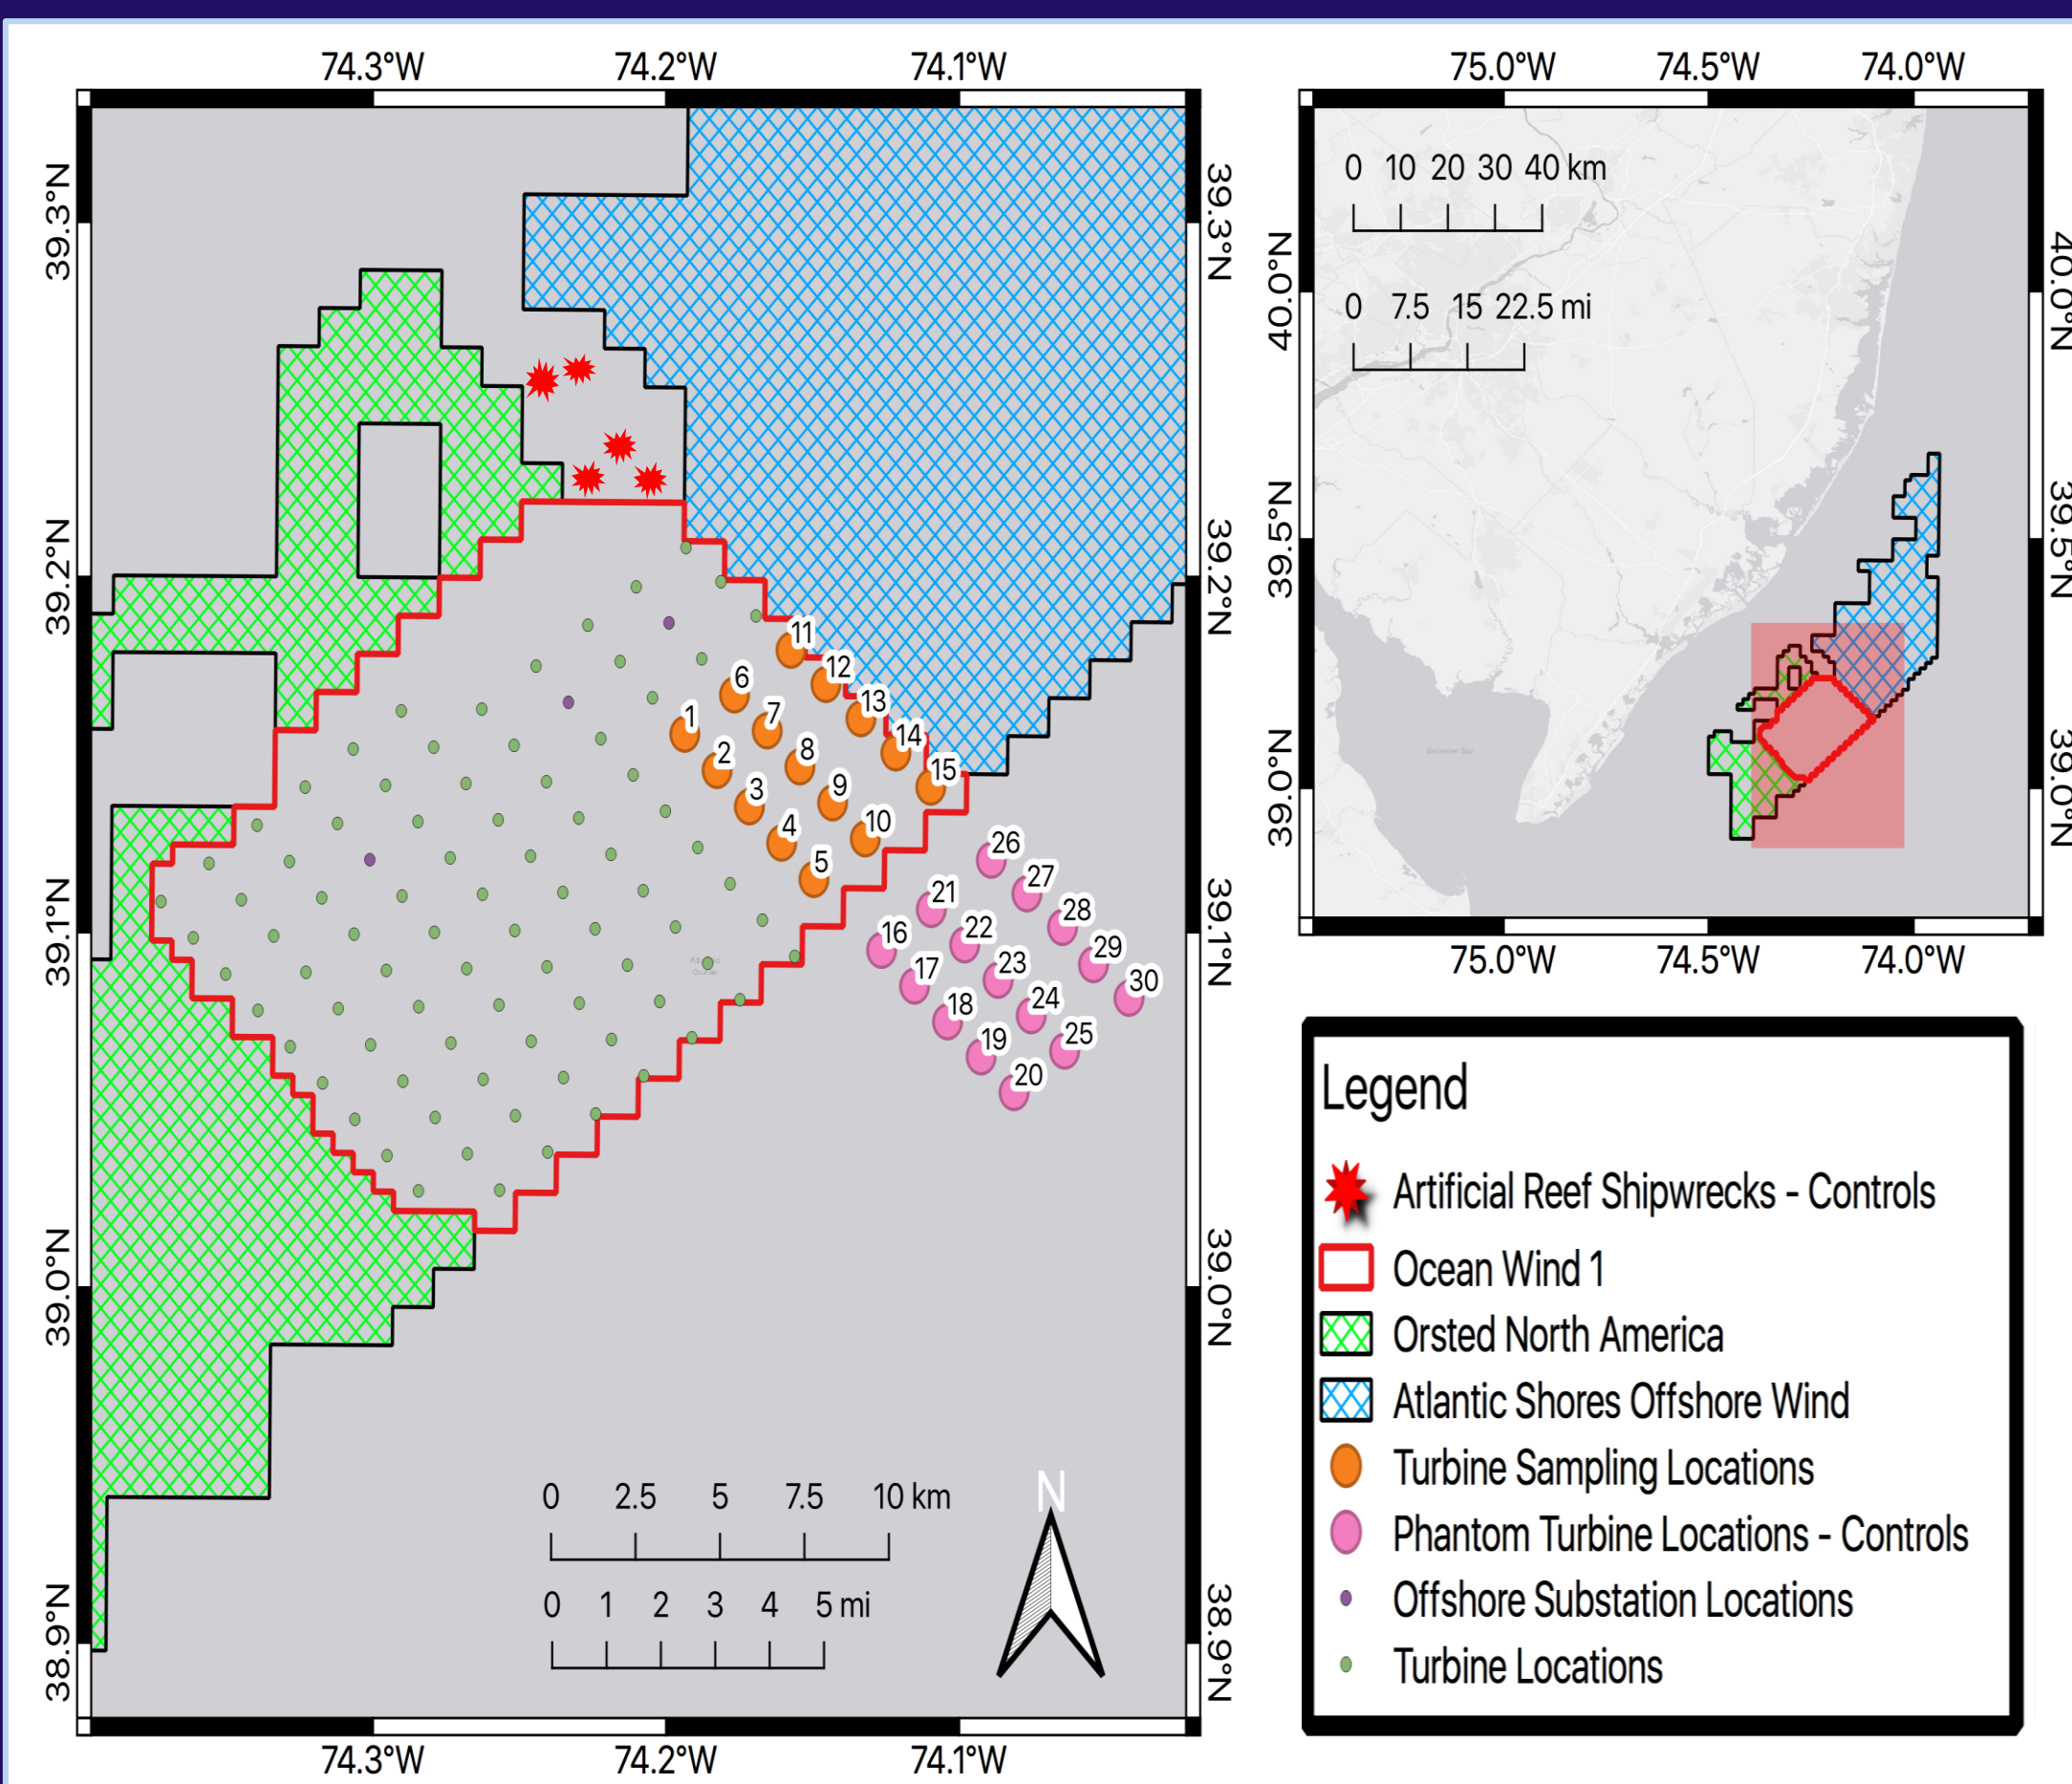 74.3°W 74.2°W 74.1°W
39.3°N
39.2°N
39.1°N
39.0°N
38.9°N
11
12
6
13
1
7
14
2
8
15
3
9
4
10
5
26
27
21
28
16
22
29
17
23
30
18
24
19
25
20
Ocean
0 2.5 5 7.5 10 km
0 1 2 3 4 5 mi
N
39.3°N
39.2°N
39.1°N
39.0°N
38.9°N
74.3°W 74.2°W 74.1°W
75.0°W 74.5°W 74.0°W
0 10 20 30 40 km
0 7.5 15 22.5 mi
40.0°N
39.5°N
39.0°N
Delaware Bay
40.0°N
39.5°N
39.0°N
75.0°W 74.5°W 74.0°W
Legend
Artificial Reef Shipwrecks - Controls
Ocean Wind 1
Orsted North America
Atlantic Shores Offshore Wind
Turbine Sampling Locations
Phantom Turbine Locations - Controls
Offshore Substation Locations
Turbine Locations